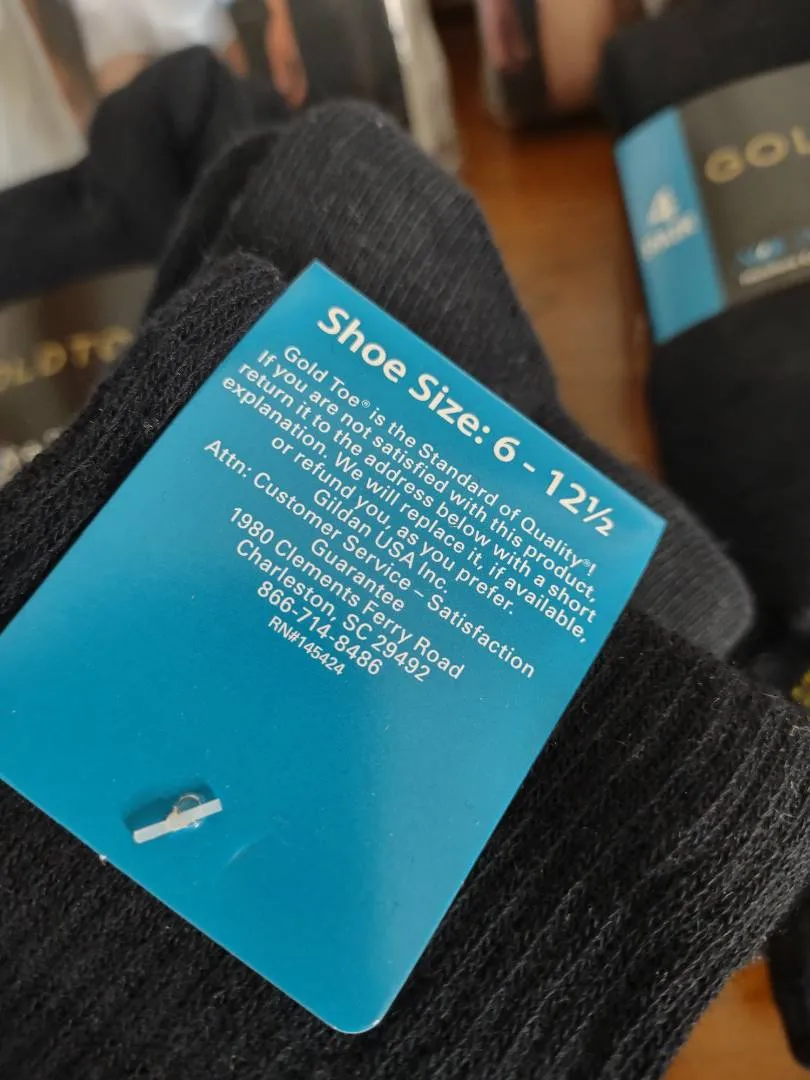 Shoe Size: 6 - 12½
Gold Toe® is the Standard of Quality®!
If you are not satisfied with this product,
return it to the address below with a short
explanation. We will replace it, if available,
or refund you, as you prefer.
Gildan USA Inc.
Attn: Customer Service – Satisfaction
Guarantee
1980 Clements Ferry Road
Charleston, SC 29492
866-714-8486
RN#145424
4
GOL
OLDTO